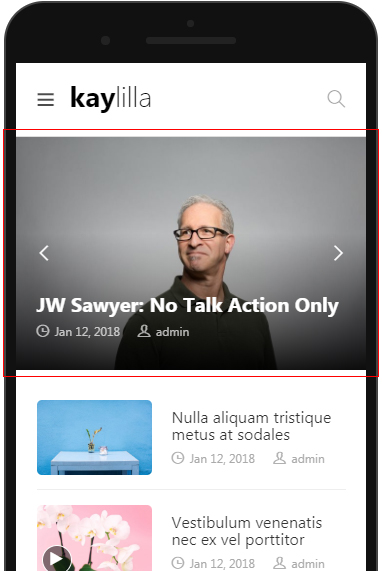 kaylilla
JW Sawyer: No Talk Action Only
Jan 12, 2018 admin
Nulla aliquam tristique
metus at sodales
Jan 12, 2018 admin
Vestibulum venenatis
nec ex vel porttitor
Jan 12, 2018 admin